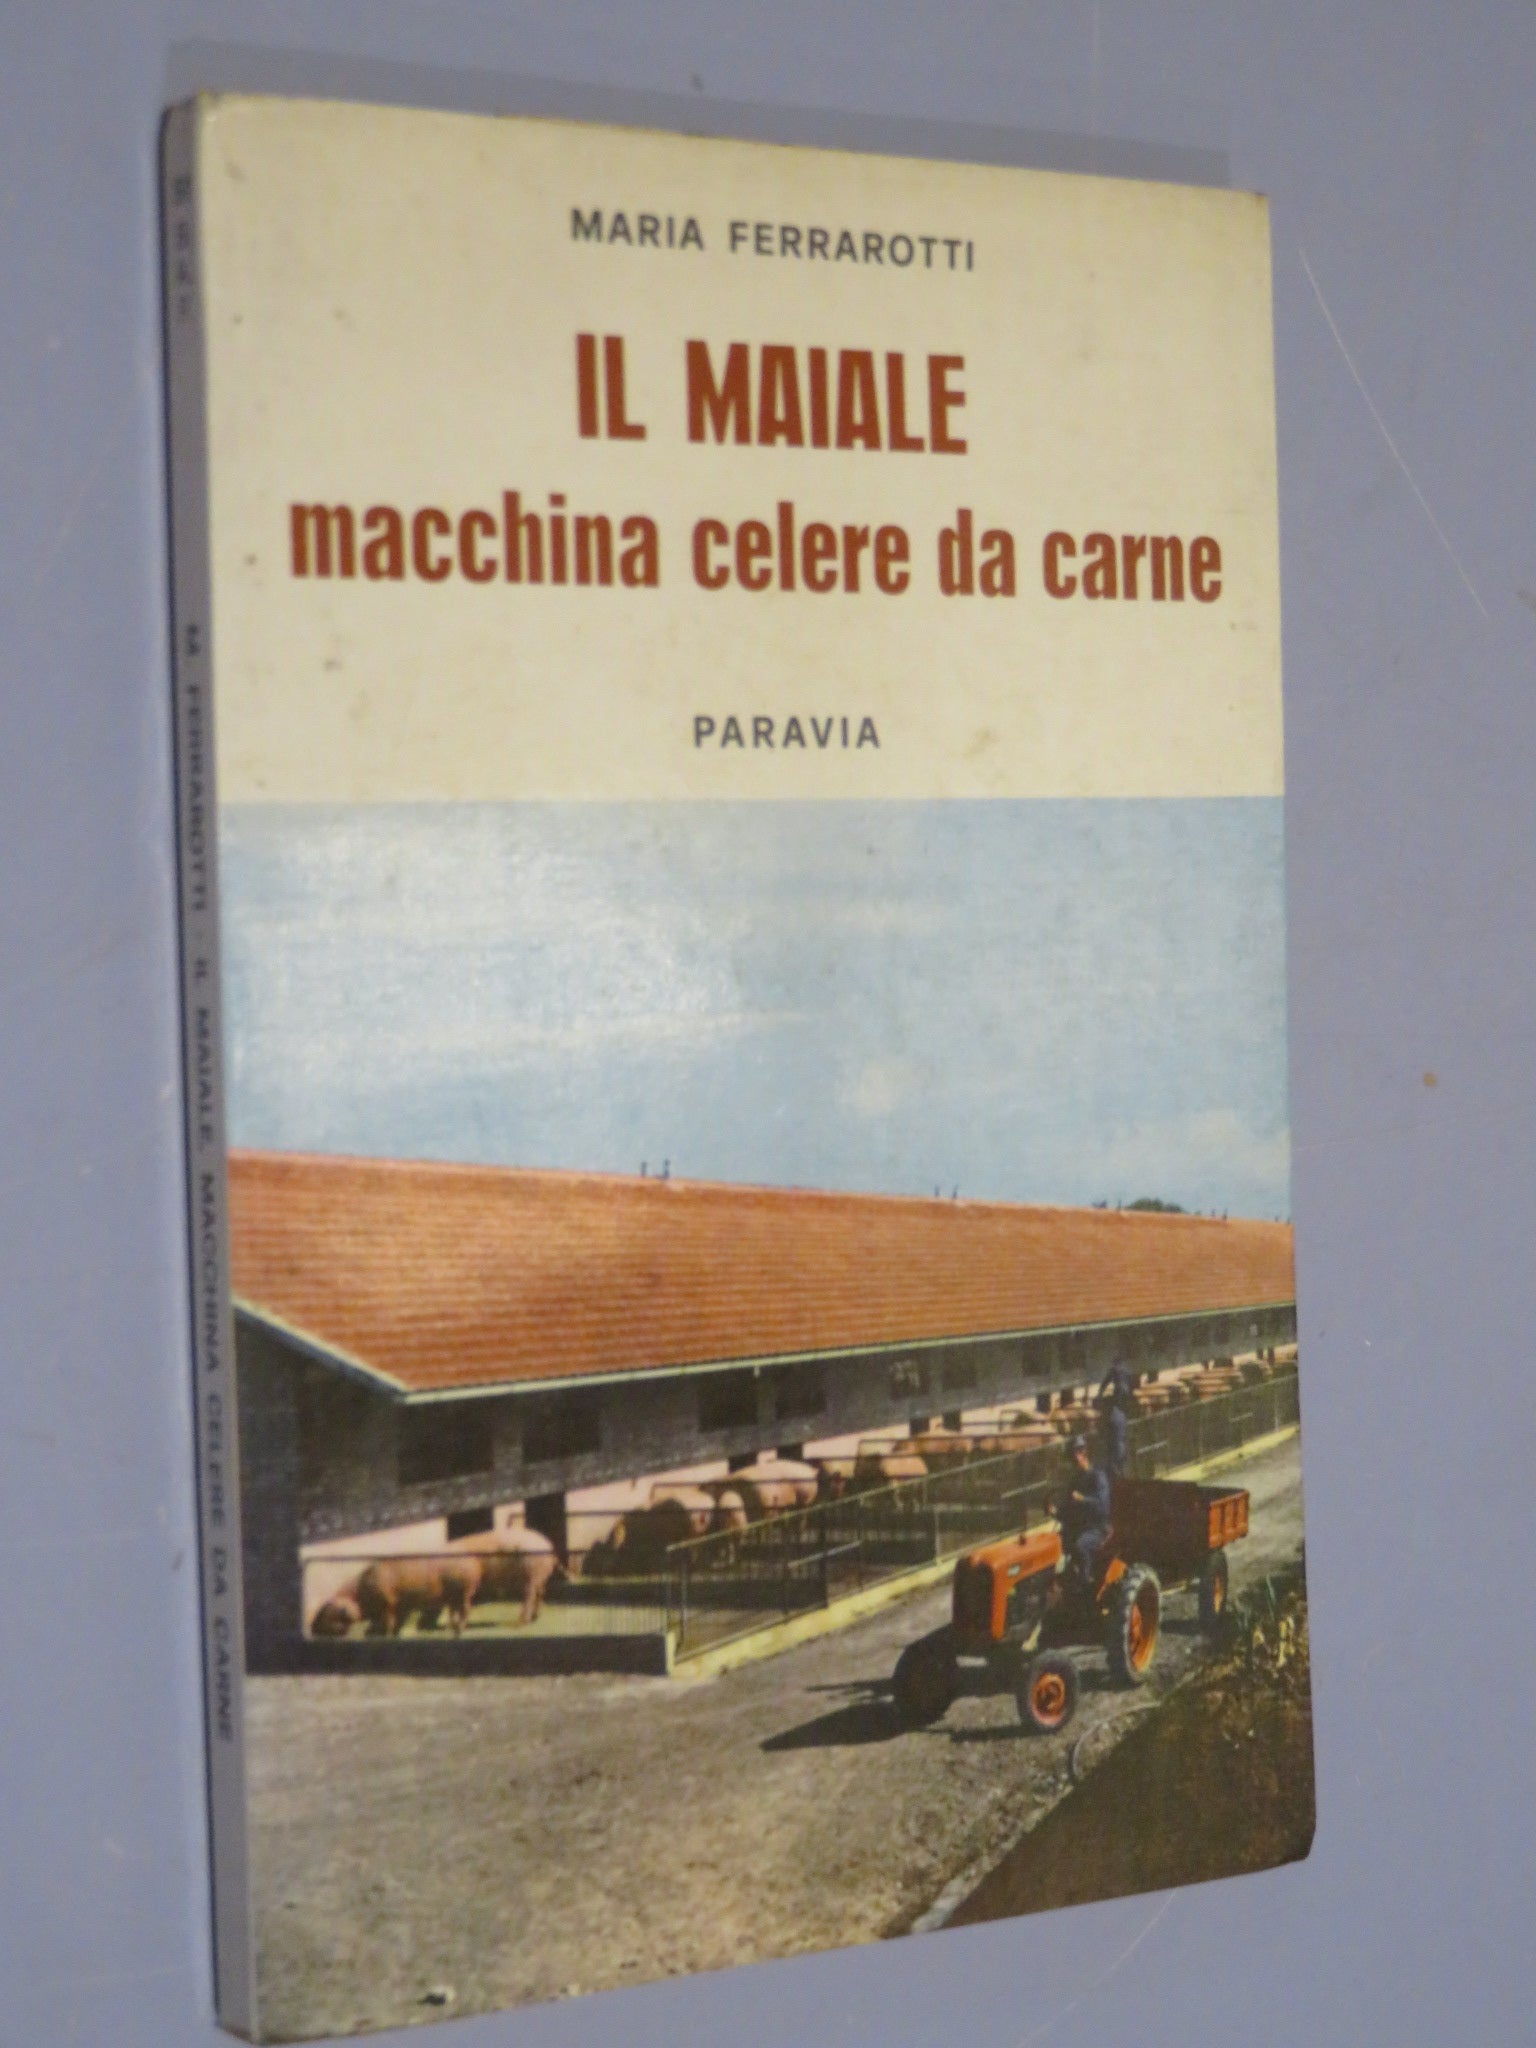 MARIA FERRAROTTI
IL MAIALE
macchina celere da carne
PARAVIA
M. FERRAROTTI - IL MAIALE, MACCHINA CELERE DA CARNE